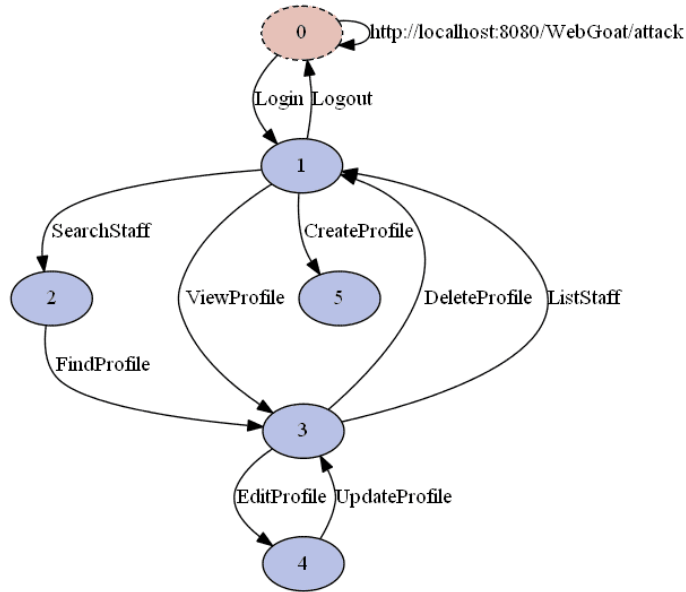 0
http://localhost:8080/WebGoat/attack
Login
Logout
1
SearchStaff
CreateProfile
2
ViewProfile
5
DeleteProfile
ListStaff
FindProfile
3
EditProfile
UpdateProfile
4